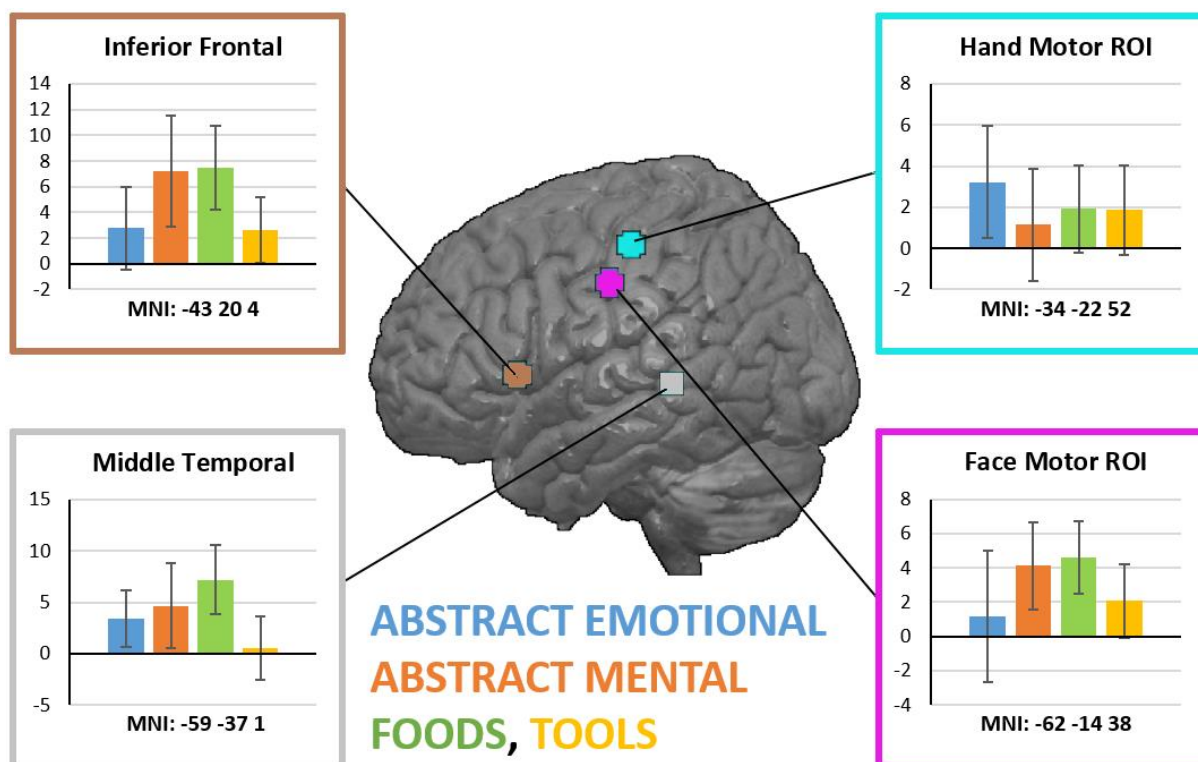 Inferior Frontal
14
12
10
8
6
4
2
0
-2
MNI: -43 20 4
Hand Motor ROI
8
6
4
2
0
-2
MNI: -34 -22 52
Middle Temporal
15
10
5
0
-5
MNI: -59 -37 1
ABSTRACT EMOTIONAL
ABSTRACT MENTAL
FOODS, TOOLS
Face Motor ROI
8
6
4
2
0
-2
-4
MNI: -62 -14 38